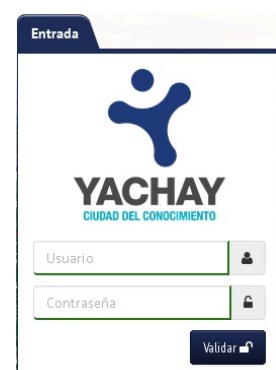 Entrada
YACHAY
CIUDAD DEL CONOCIMIENTO
Usuario
Contraseña
Validar